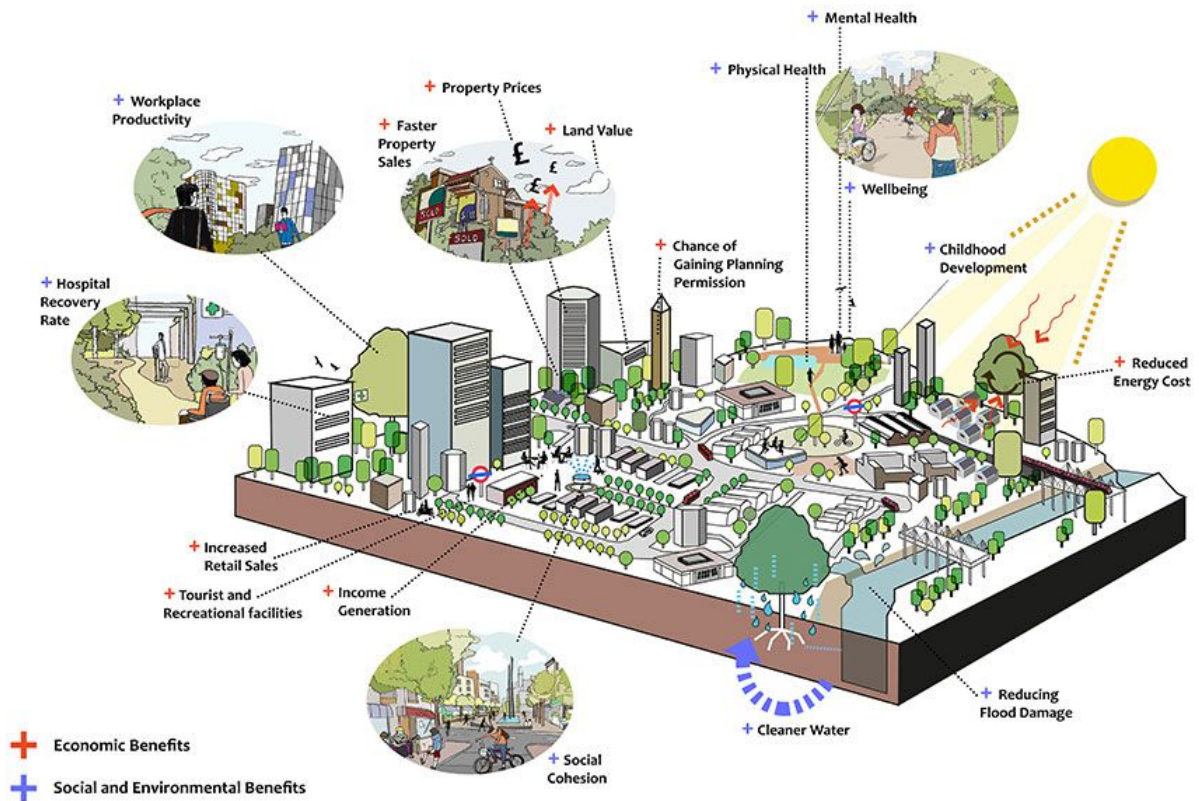 + Mental Health
+ Physical Health
+ Property Prices
+ Workplace
Productivity
+ Faster
Property
Sales
+ Land Value
£
£
£
SOLD
SOLD
+ Wellbeing
+ Chance of
Gaining Planning
Permission
+ Childhood
Development
+ Hospital
Recovery
Rate
+ Reduced
Energy Cost
+ Increased
Retail Sales
+ Tourist and
Recreational facilities
+ Income
Generation
+ Reducing
Flood Damage
+ Cleaner Water
+ Social
Cohesion
+ Economic Benefits
+ Social and Environmental Benefits